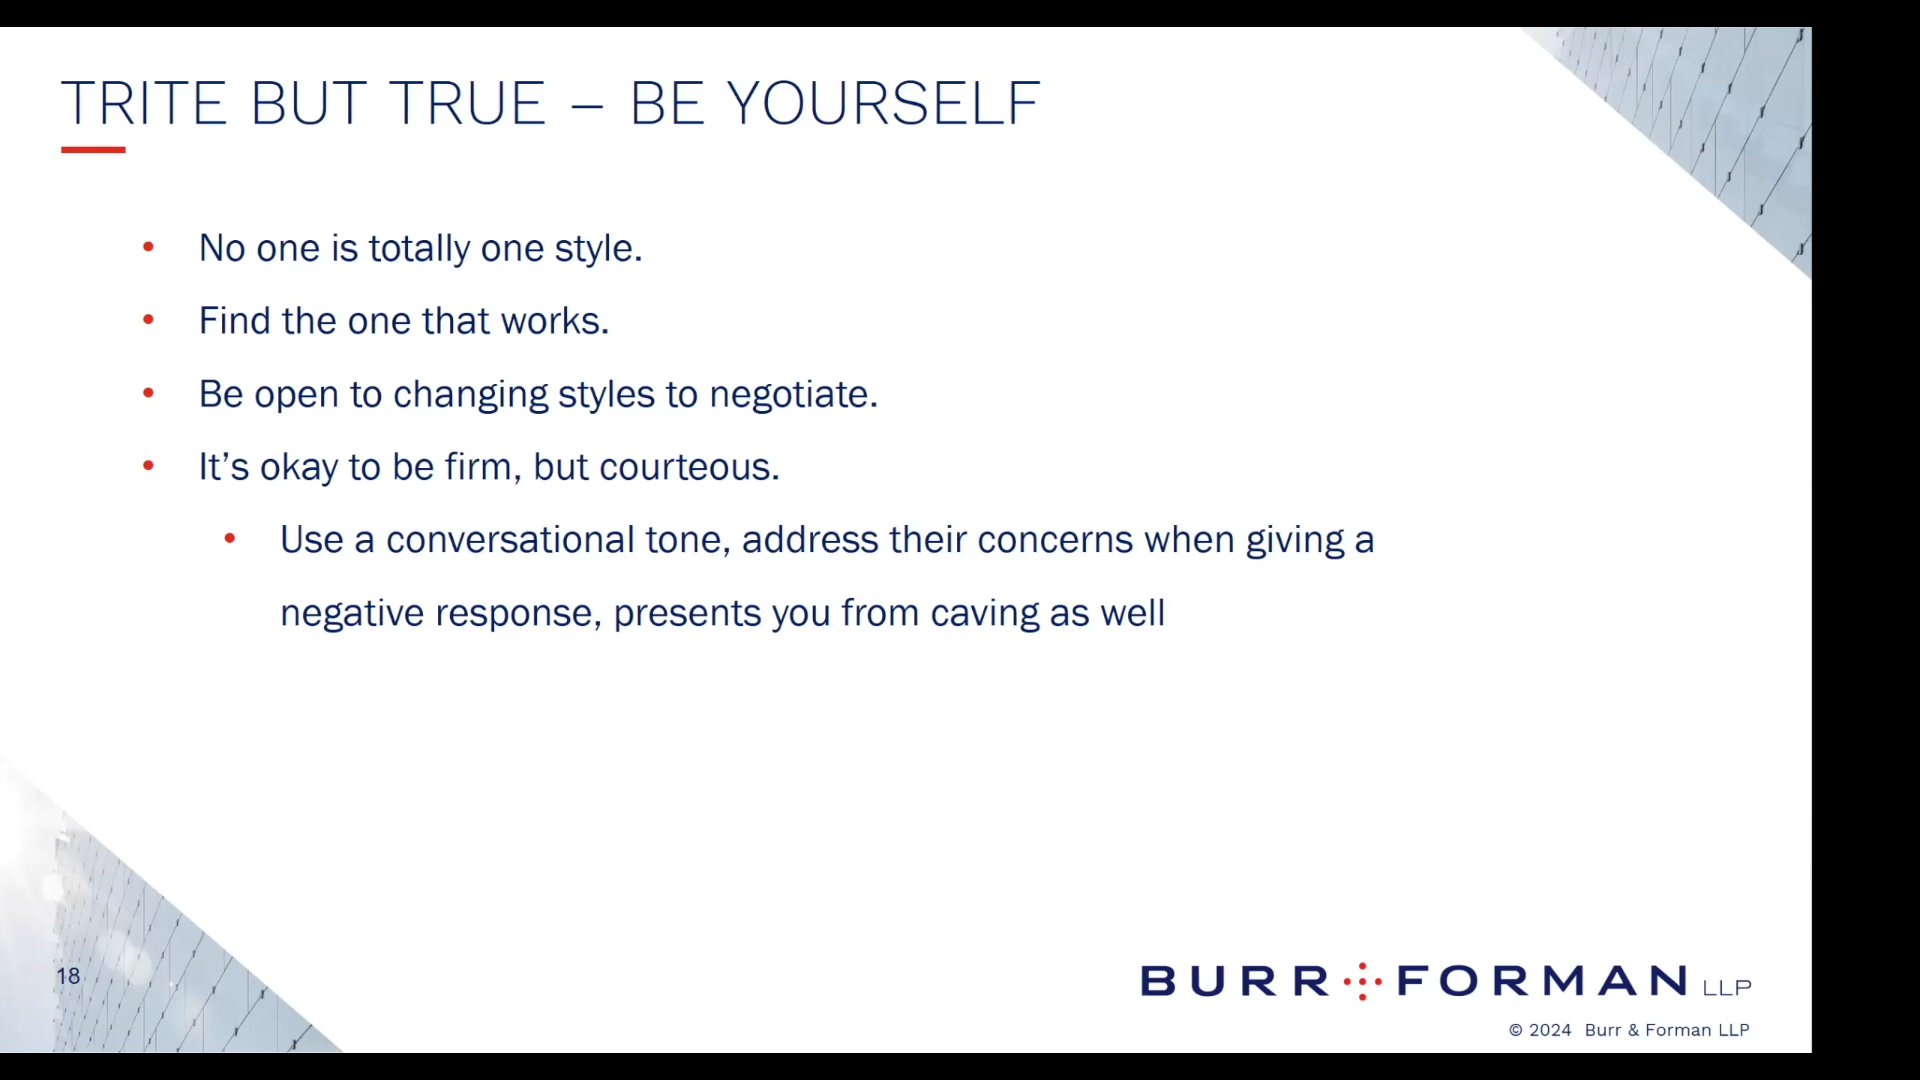 TRITE BUT TRUE – BE YOURSELF
• No one is totally one style.
• Find the one that works.
• Be open to changing styles to negotiate.
• It’s okay to be firm, but courteous.
• Use a conversational tone, address their concerns when giving a
negative response, presents you from caving as well
18
BURR FORMAN LLP
© 2024 Burr & Forman LLP